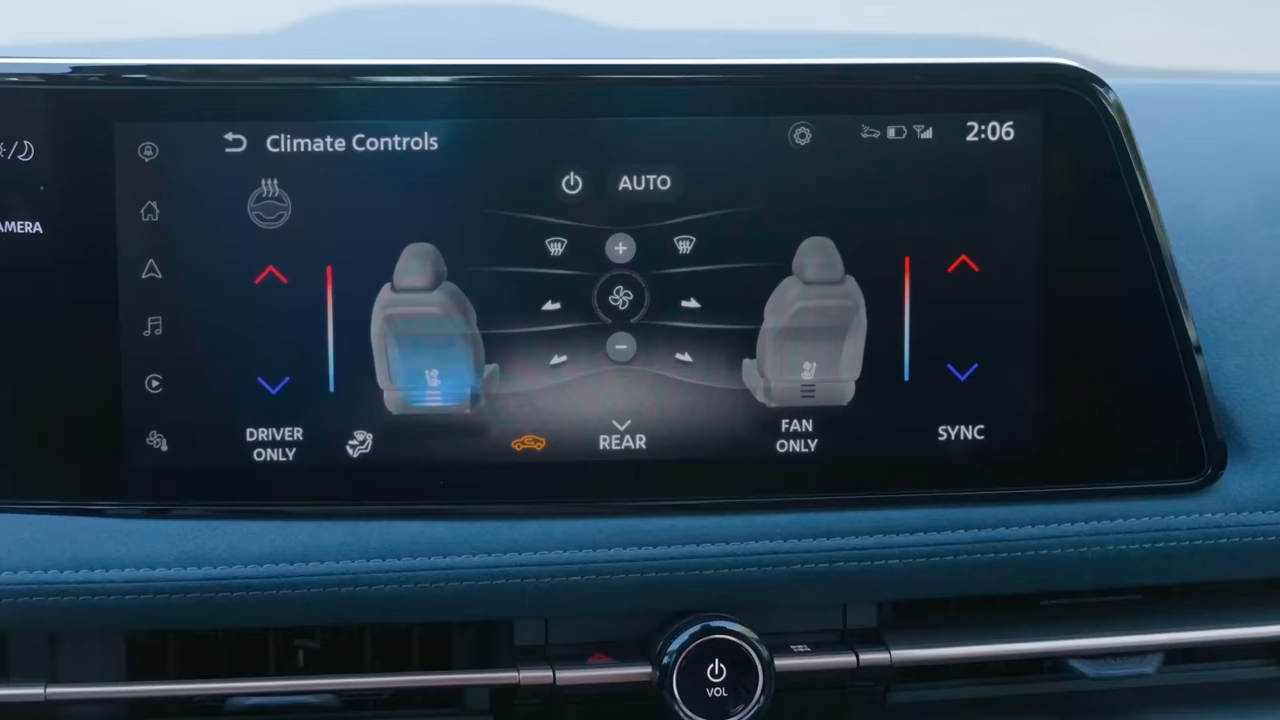 Climate Controls
2:06
AUTO
AMERA
DRIVER
ONLY
REAR
FAN
ONLY
SYNC
VOL